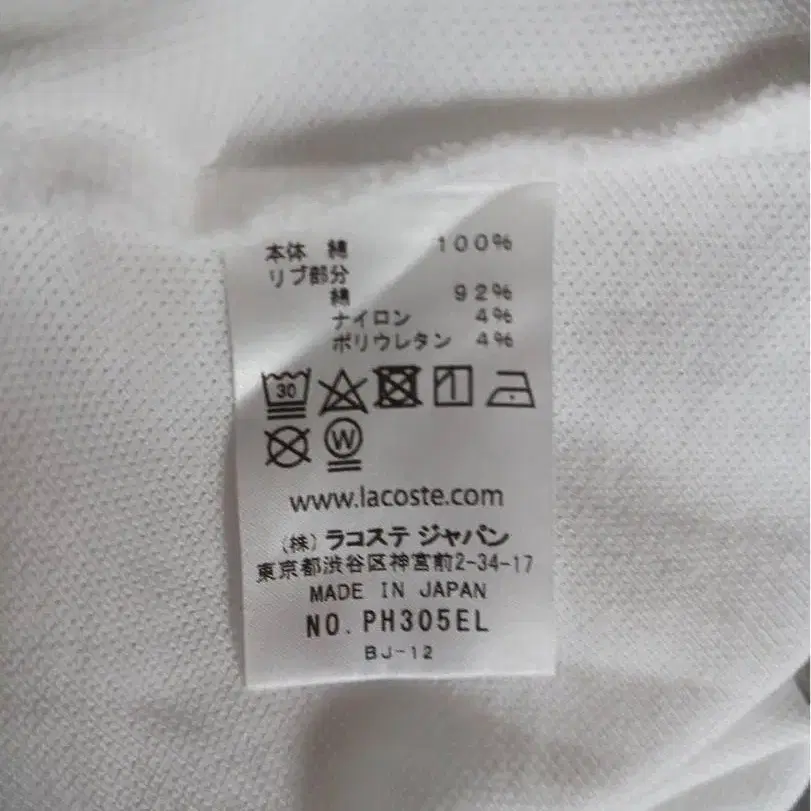 本体 綿 100%
リブ部分
綿 92%
ナイロン 4%
ポリウレタン 4%
30
W
www.lacoste.com
(株) ラコステ ジャパン
東京都渋谷区神宮前2-34-17
MADE IN JAPAN
NO. PH305EL
BJ-12